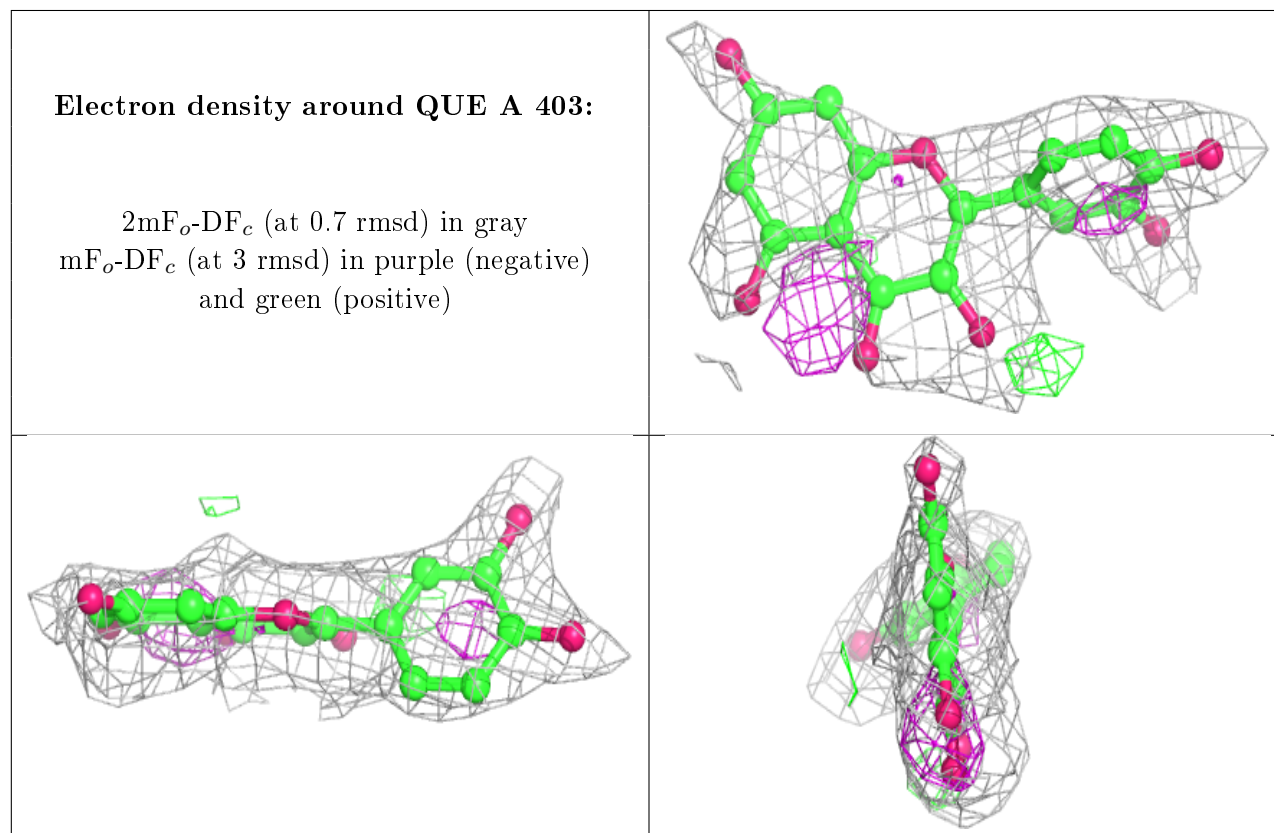 Electron density around QUE A 403:
2mFo-DFc (at 0.7 rmsd) in gray
mFo-DFc (at 3 rmsd) in purple (negative)
and green (positive)